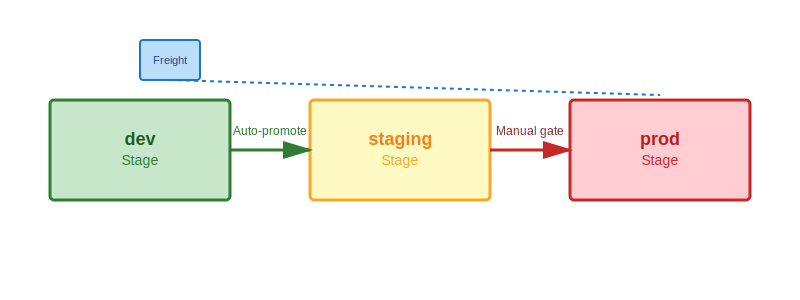 Freight
dev
Stage
Auto-promote
staging
Stage
Manual gate
prod
Stage